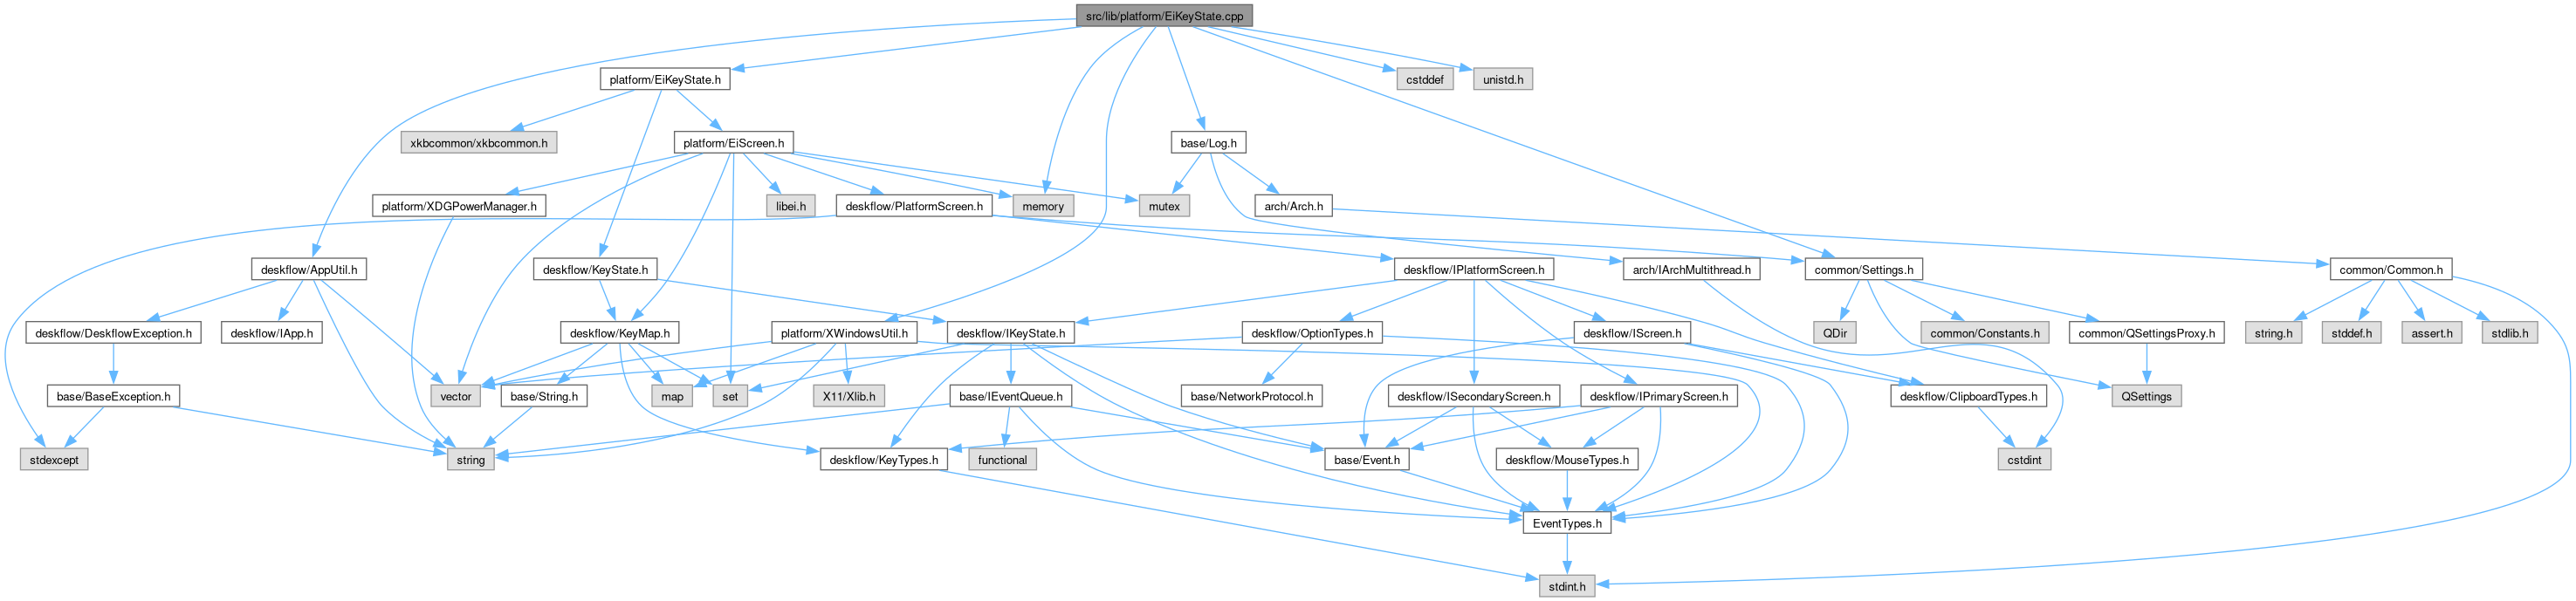 src/lib/platform/EiKeyState.cpp
platform/EiKeyState.h
cstddef
unistd.h
xkbcommon/xkbcommon.h
platform/EiScreen.h
base/Log.h
platform/XDGPowerManager.h
libei.h
deskflow/PlatformScreen.h
memory
mutex
arch/Arch.h
deskflow/AppUtil.h
deskflow/KeyState.h
deskflow/IPlatformScreen.h
arch/IArchMultithread.h
common/Settings.h
common/Common.h
deskflow/DeskflowException.h
deskflow/IApp.h
deskflow/KeyMap.h
platform/XWindowsUtil.h
deskflow/IKeyState.h
deskflow/OptionTypes.h
deskflow/IScreen.h
QDir
common/Constants.h
common/QSettingsProxy.h
string.h
stddef.h
assert.h
stdlib.h
base/BaseException.h
vector
base/String.h
map
set
X11/Xlib.h
base/IEventQueue.h
base/NetworkProtocol.h
deskflow/ISecondaryScreen.h
deskflow/IPrimaryScreen.h
deskflow/ClipboardTypes.h
QSettings
stdexcept
string
deskflow/KeyTypes.h
functional
base/Event.h
deskflow/MouseTypes.h
cstdint
EventTypes.h
stdint.h